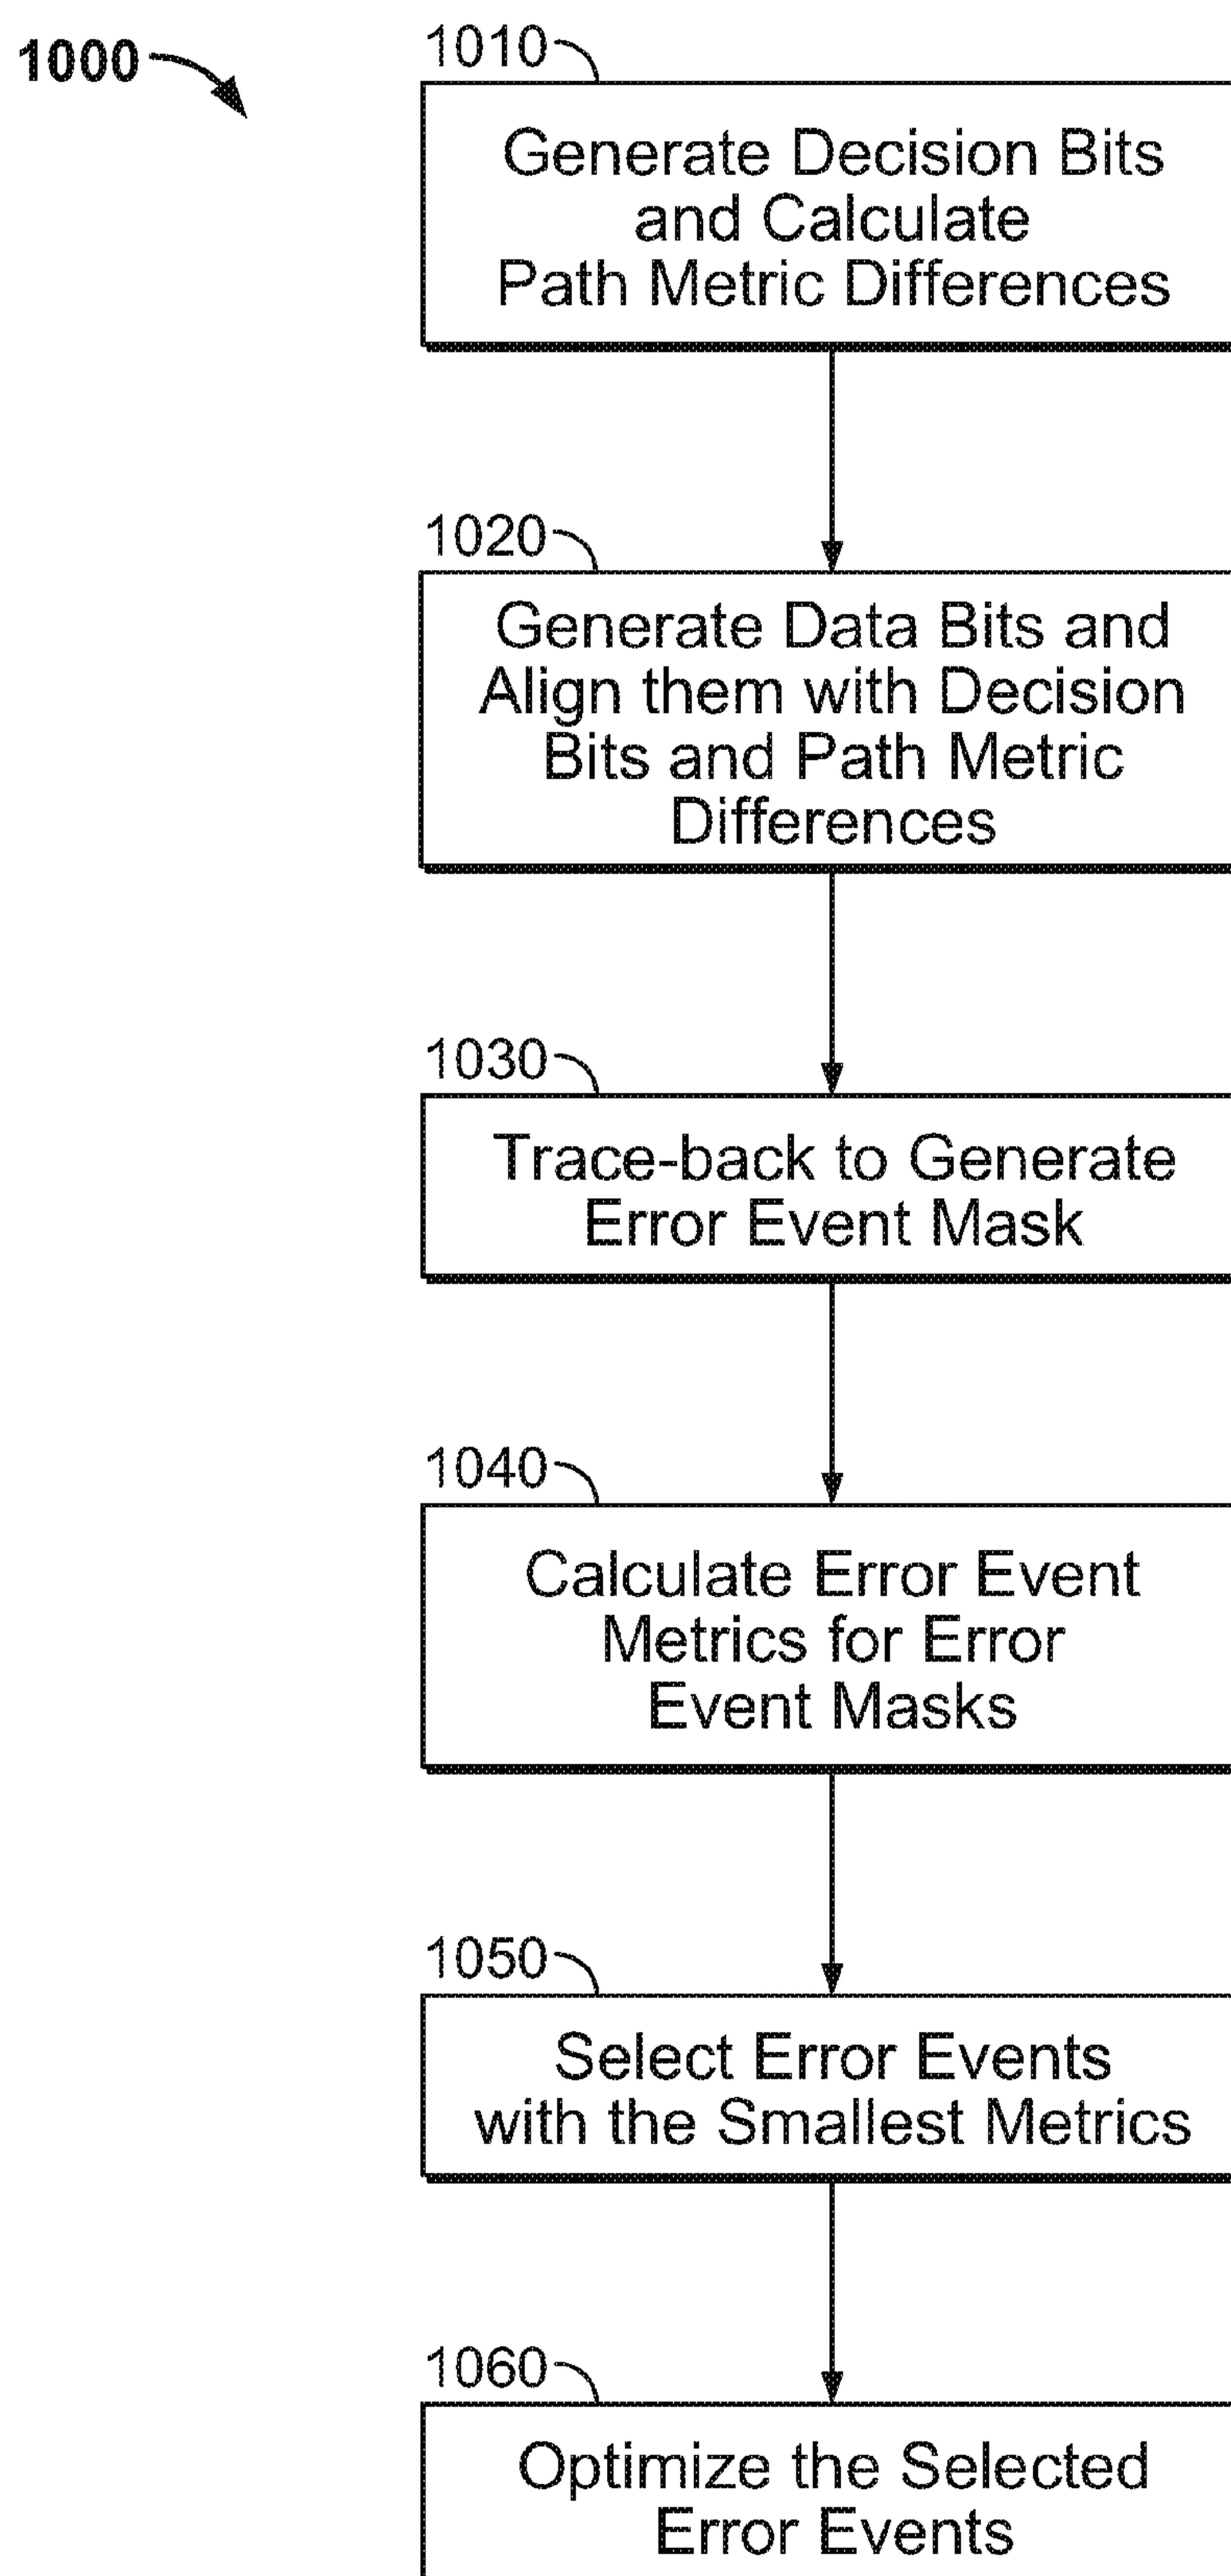 1000
1010
Generate Decision Bits
and Calculate
Path Metric Differences
1020
Generate Data Bits and
Align them with Decision
Bits and Path Metric
Differences
1030
Trace-back to Generate
Error Event Mask
1040
Calculate Error Event
Metrics for Error
Event Masks
1050
Select Error Events
with the Smallest Metrics
1060
Optimize the Selected
Error Events